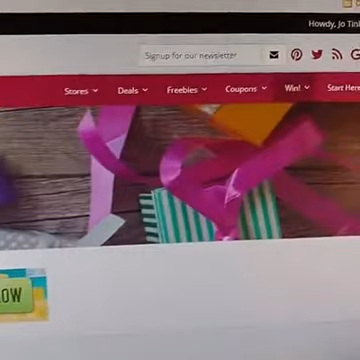 Howdy, Jo
Signup for our newsletter
Stores Deals Freebies Coupons Win! Start Here
OW